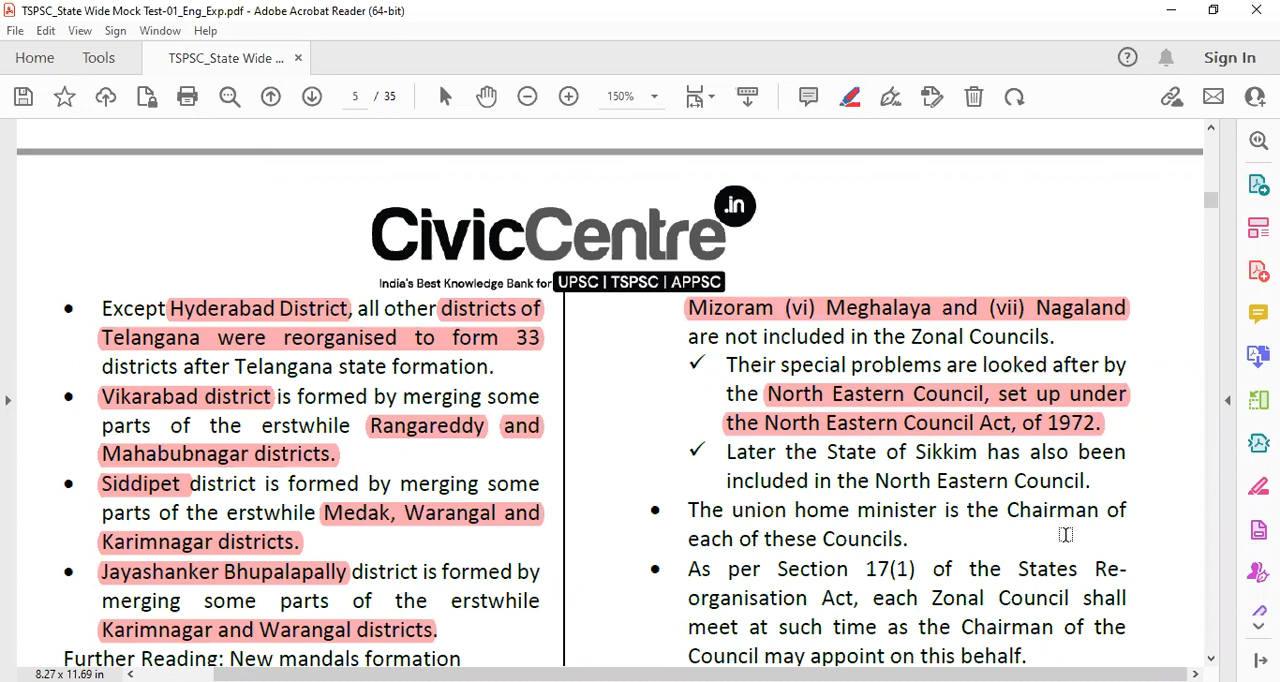 TSPSC_State Wide Mock Test-01_Eng_Exp.pdf - Adobe Acrobat Reader (64-bit)
File Edit View Sign Window Help
Home Tools TSPSC_State Wide ... × Sign In
5 / 35 150%
CivicCentre .in
India's Best Knowledge Bank for UPSC | TSPSC | APPSC
• Except Hyderabad District, all other districts of
Telangana were reorganised to form 33
districts after Telangana state formation.
• Vikarabad district is formed by merging some
parts of the erstwhile Rangareddy and
Mahabubnagar districts.
• Siddipet district is formed by merging some
parts of the erstwhile Medak, Warangal and
Karimnagar districts.
• Jayashanker Bhupalapally district is formed by
merging some parts of the erstwhile
Karimnagar and Warangal districts.
Further Reading: New mandals formation
Mizoram (vi) Meghalaya and (vii) Nagaland
are not included in the Zonal Councils.
✓ Their special problems are looked after by
the North Eastern Council, set up under
the North Eastern Council Act, of 1972.
✓ Later the State of Sikkim has also been
included in the North Eastern Council.
• The union home minister is the Chairman of
each of these Councils.
• As per Section 17(1) of the States Re-
organisation Act, each Zonal Council shall
meet at such time as the Chairman of the
Council may appoint on this behalf.
8.27 x 11.69 in